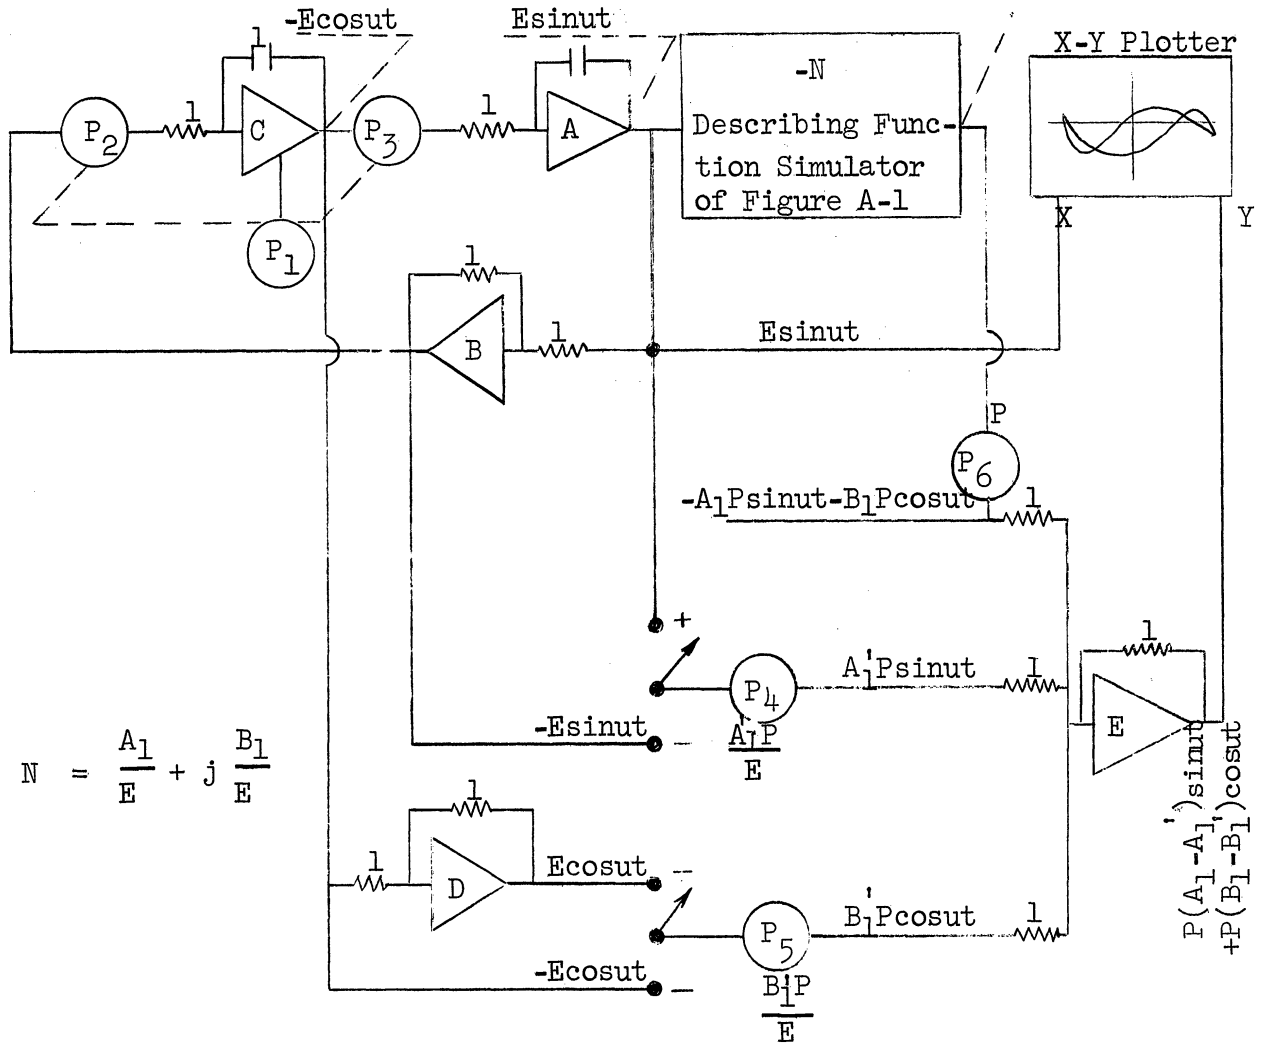 -Ecosut
Esinut
X-Y Plotter
1
-N
P2
1
C
P3
1
A
Describing Func-
tion Simulator
of Figure A-1
X
Y
P1
1
B
1
Esinut
P
P6
-A1Psinut-B1Pcosut
1
+
P4
A1'Psinut
1
1
E
-Esinut
-
A1'P
E
N = A1/E + j B1/E
P(A1-A1')sinut
+P(B1-B1')cosut
1
1
D
Ecosut
-
P5
B1'Pcosut
1
-Ecosut
-
B1'P
E